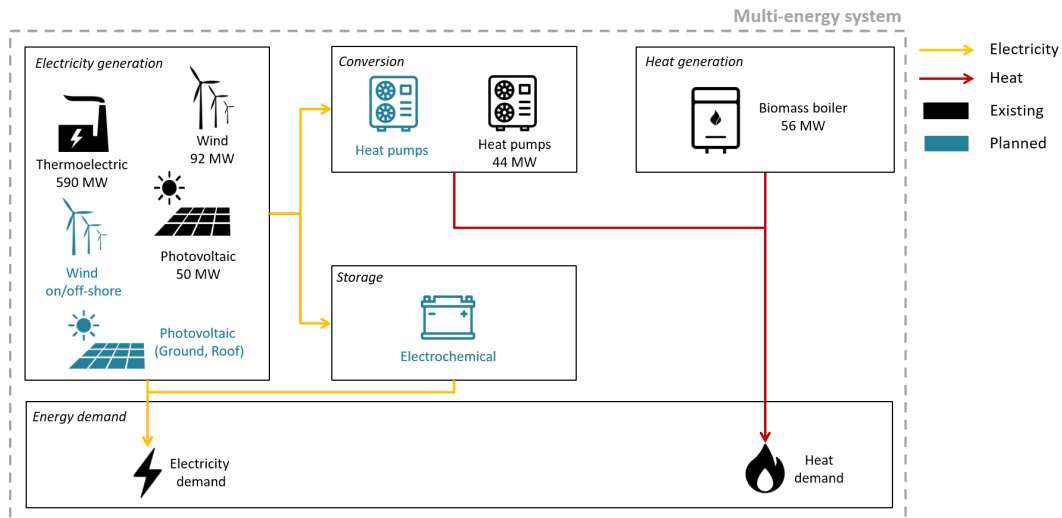 Multi-energy system
Electricity generation
Thermoelectric
590 MW
Wind
92 MW
Photovoltaic
50 MW
Wind
on/off-shore
Photovoltaic
(Ground, Roof)
Conversion
Heat pumps
Heat pumps
44 MW
Heat generation
Biomass boiler
56 MW
Storage
Electrochemical
Energy demand
Electricity
demand
Heat
demand
Electricity
Heat
Existing
Planned